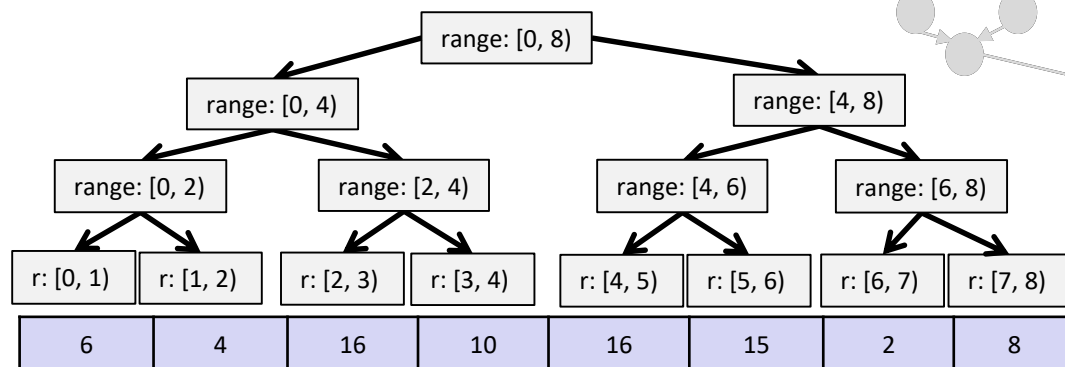 range: [0, 8)
range: [0, 4)
range: [4, 8)
range: [0, 2)
range: [2, 4)
range: [4, 6)
range: [6, 8)
r: [0, 1)
r: [1, 2)
r: [2, 3)
r: [3, 4)
r: [4, 5)
r: [5, 6)
r: [6, 7)
r: [7, 8)
6 4 16 10 16 15 2 8